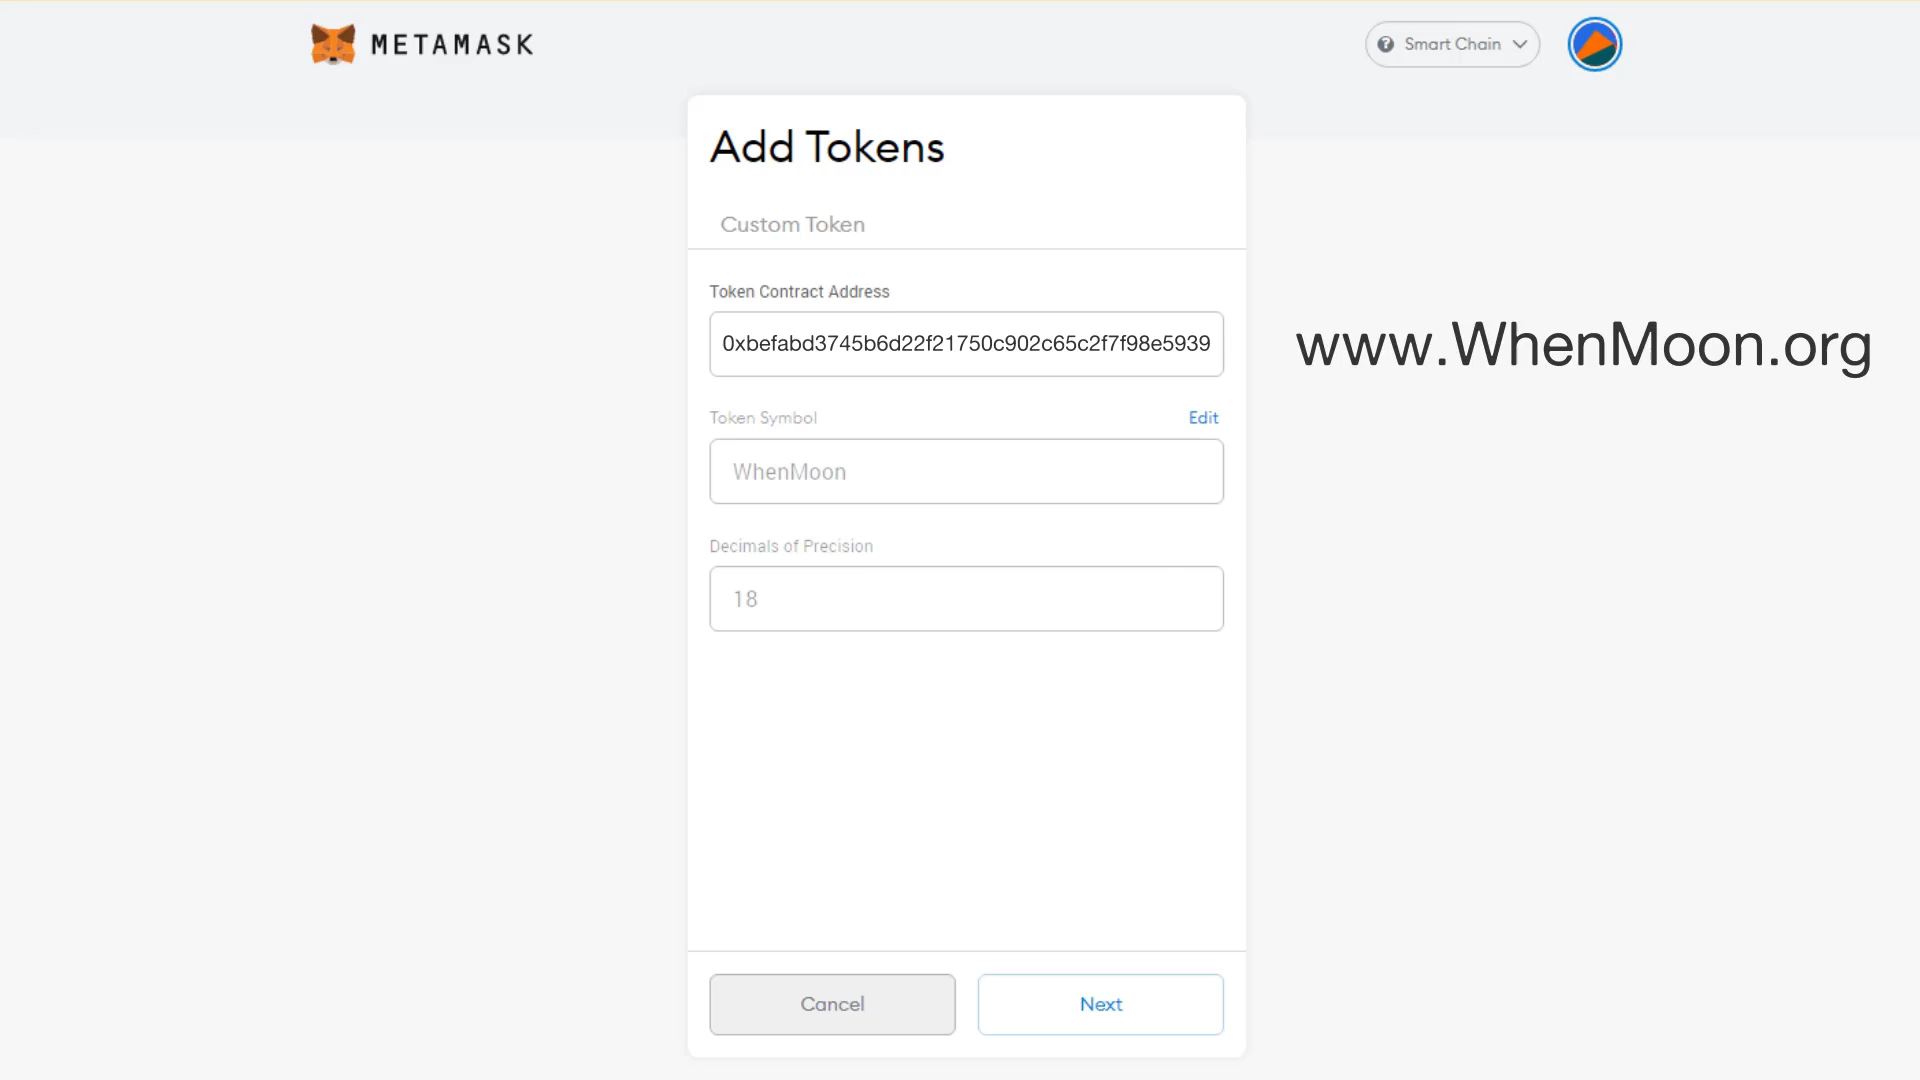 METAMASK
Smart Chain
Add Tokens
Custom Token
Token Contract Address
0xbefabd3745b6d22f21750c902c65c2f7f98e5939
www.WhenMoon.org
Token Symbol
Edit
WhenMoon
Decimals of Precision
18
Cancel
Next